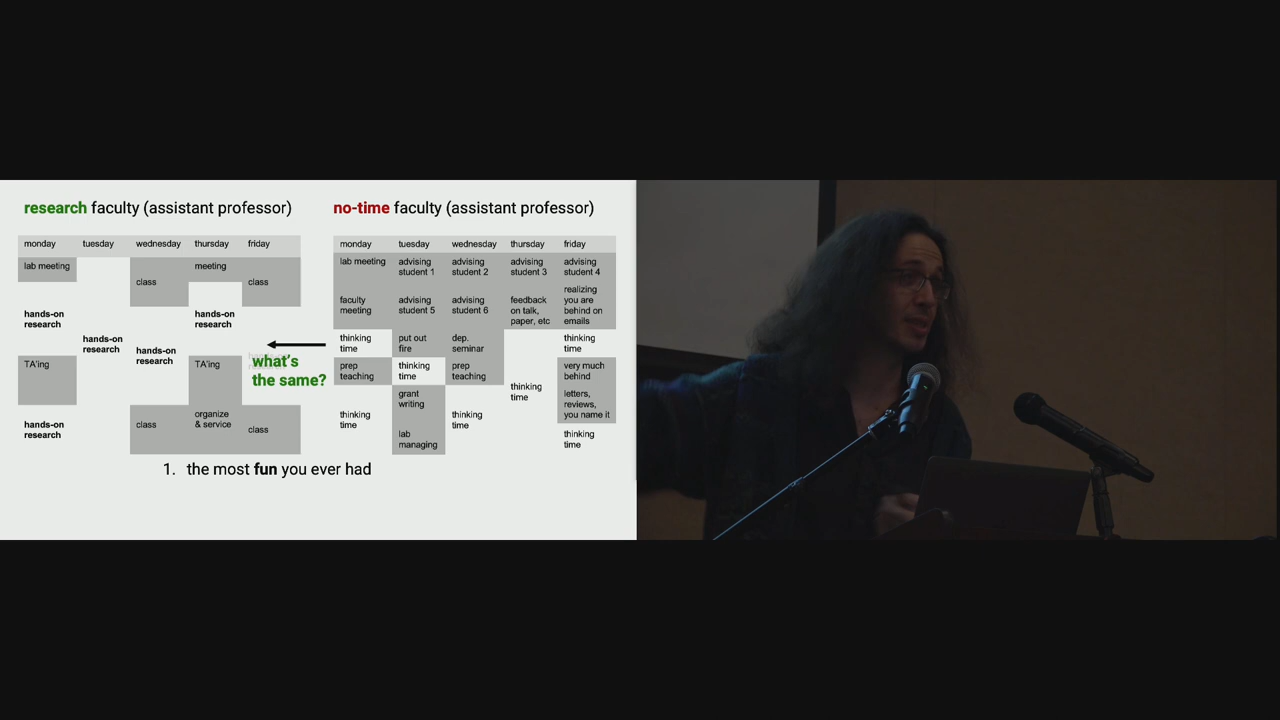 research faculty (assistant professor)
monday tuesday wednesday thursday friday
lab meeting
class
meeting
class
hands-on
research
hands-on
research
hands-on
research
hands-on
research
TA'ing
TA'ing
hands-on
research
class
organize
& service
class
what's
the same?
no-time faculty (assistant professor)
monday tuesday wednesday thursday friday
lab meeting
advising
student 1
advising
student 2
advising
student 3
advising
student 4
faculty
meeting
advising
student 5
advising
student 6
feedback
on talk,
paper, etc
realizing
you are
behind on
emails
thinking
time
put out
fire
dep.
seminar
thinking
time
prep
teaching
thinking
time
prep
teaching
thinking
time
very much
behind
letters,
reviews,
you name it
thinking
time
grant
writing
lab
managing
thinking
time
thinking
time
1. the most fun you ever had